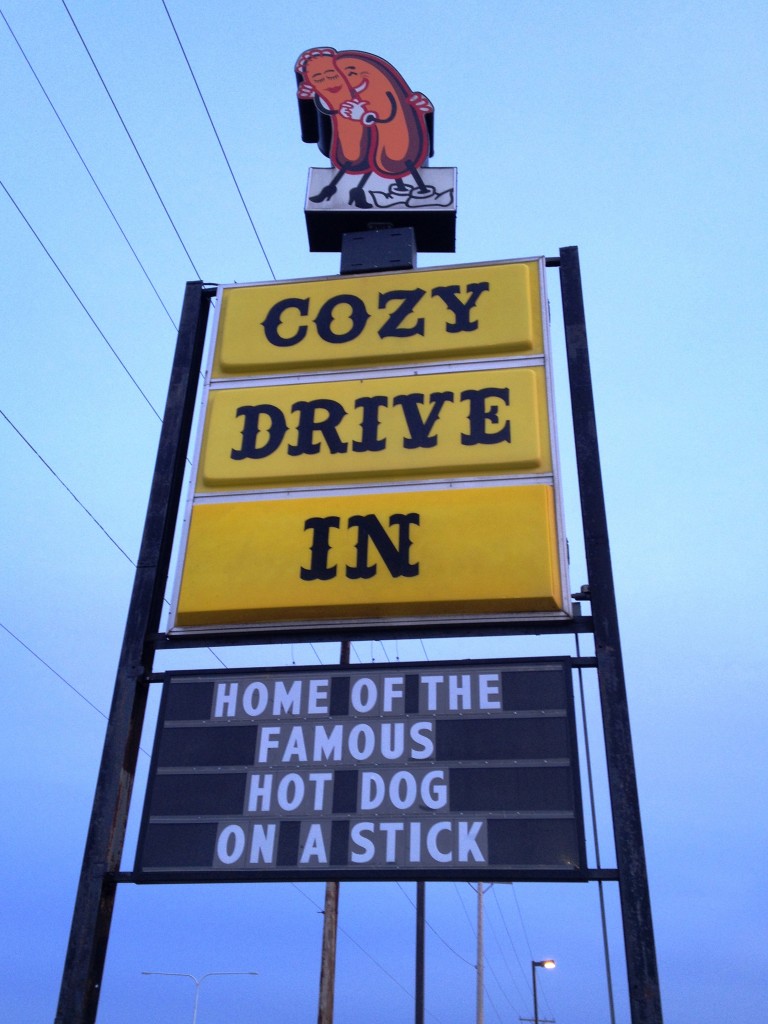 COZY
DRIVE
IN
HOME OF THE
FAMOUS
HOT DOG
ON A STICK